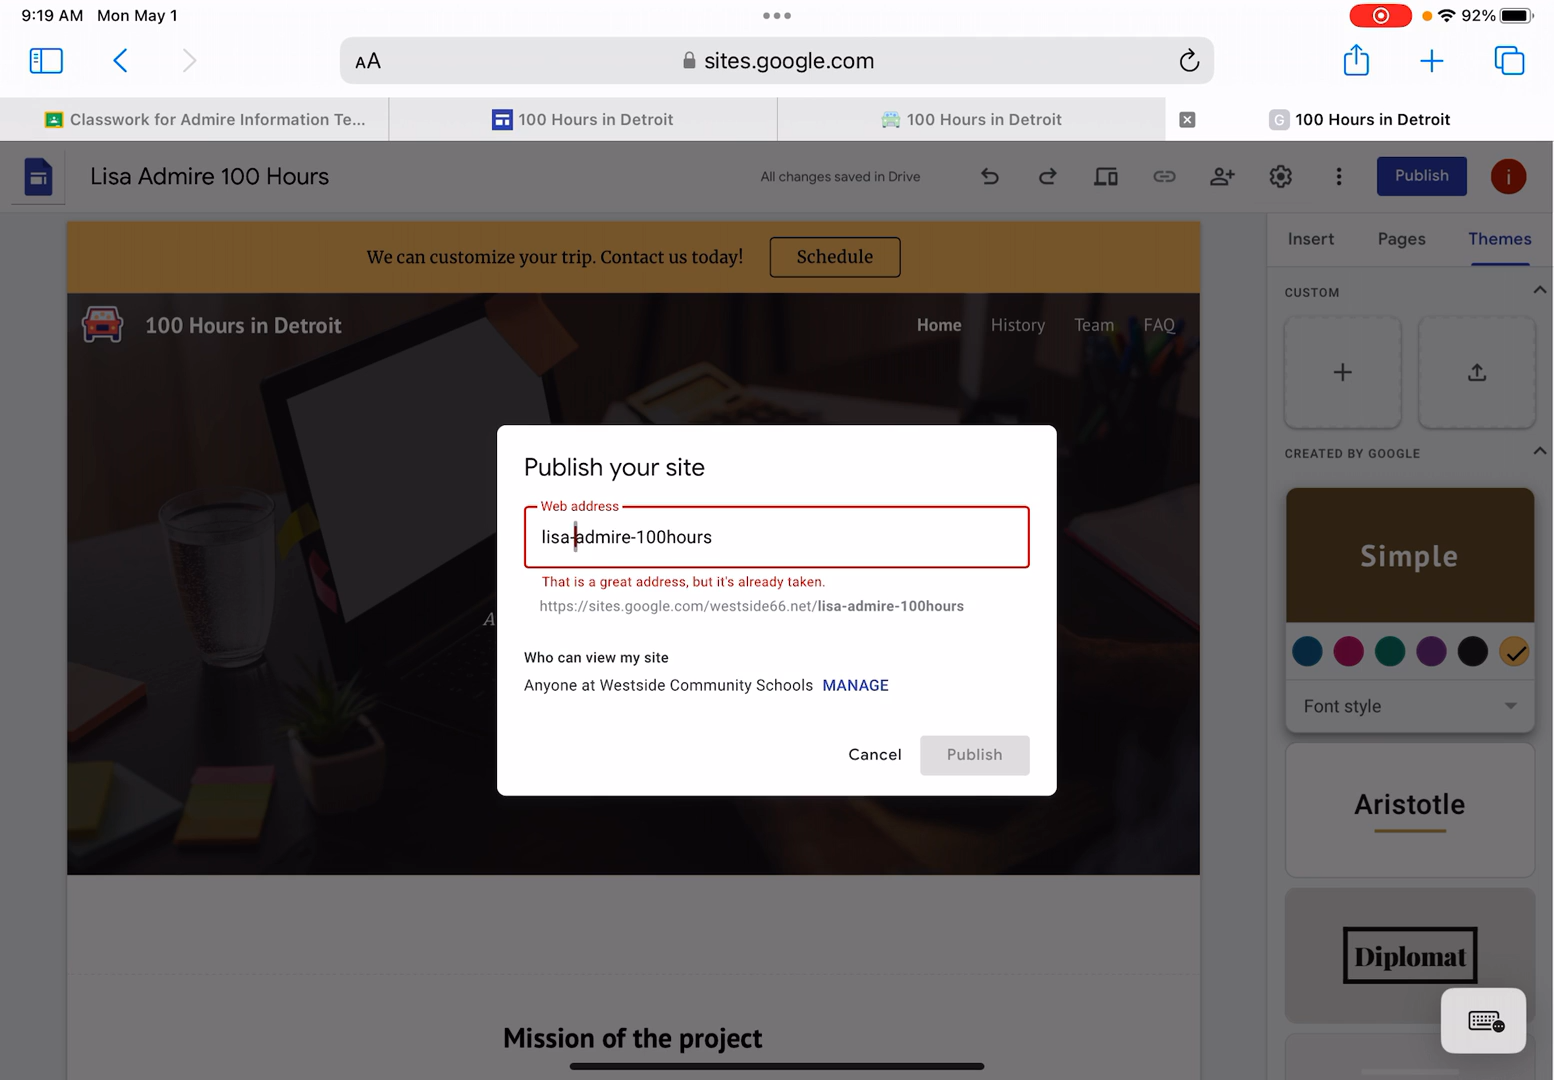 9:19 AM Mon May 1
92%
AA
sites.google.com
Classwork for Admire Information Te...
100 Hours in Detroit
100 Hours in Detroit
G
100 Hours in Detroit
Lisa Admire 100 Hours
All changes saved in Drive
Publish
i
We can customize your trip. Contact us today!
Schedule
Insert
Pages
Themes
CUSTOM
100 Hours in Detroit
Home
History
Team
FAQ
CREATED BY GOOGLE
Publish your site
Web address
lisa-admire-100hours
That is a great address, but it's already taken.
https://sites.google.com/westside66.net/lisa-admire-100hours
A
Who can view my site
Anyone at Westside Community Schools MANAGE
Cancel
Publish
Simple
Font style
Aristotle
Diplomat
Mission of the project